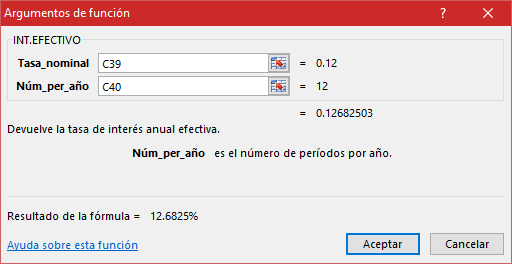 Argumentos de función ? ×
INT.EFECTIVO
Tasa_nominal C39 = 0.12
Núm_per_año C40 = 12
= 0.12682503
Devuelve la tasa de interés anual efectiva.
Núm_per_año es el número de períodos por año.
Resultado de la fórmula = 12.6825%
Ayuda sobre esta función Aceptar Cancelar